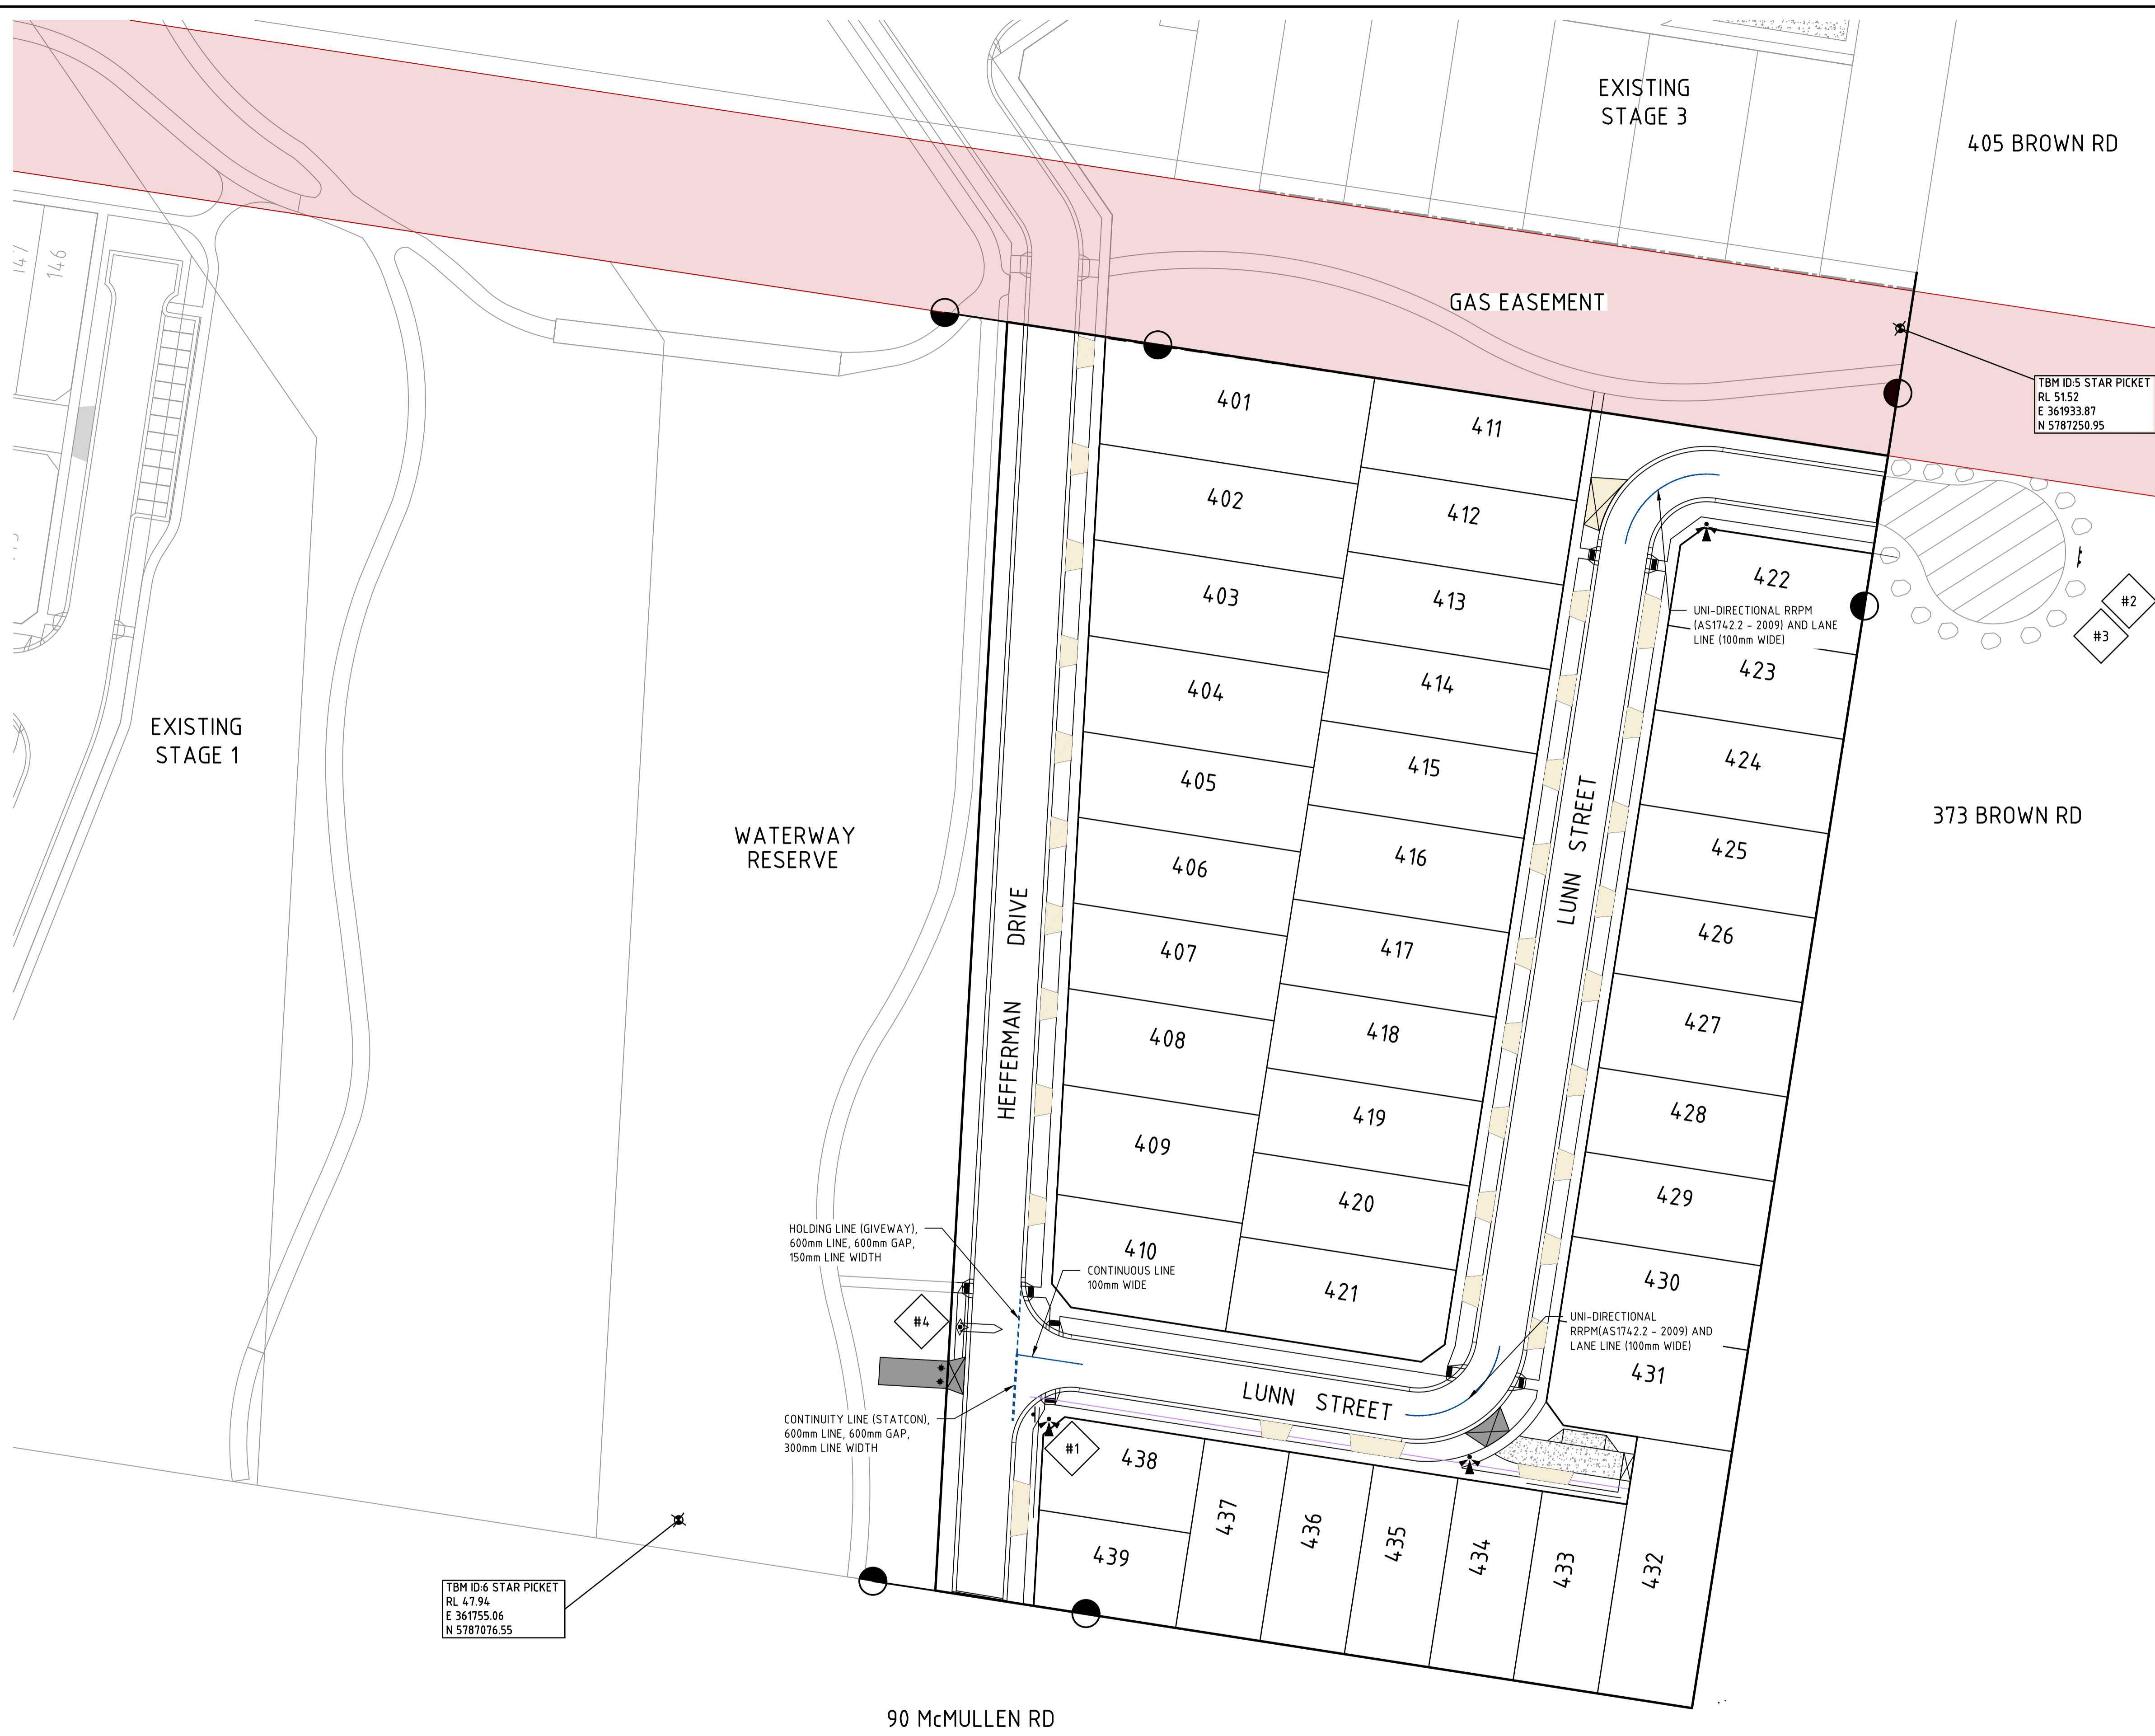 EXISTING
STAGE 3
405 BROWN RD
146
GAS EASEMENT
TBM ID:5 STAR PICKET
RL 51.52
E 361933.87
N 5787250.95
401
411
402
412
403
413
404
414
405
415
406
416
407
417
408
418
409
419
410
420
421
422
423
424
425
426
427
428
429
430
431
UNI-DIRECTIONAL RRPM
(AS1742.2 - 2009) AND LANE
LINE (100mm WIDE)
#2
#3
EXISTING
STAGE 1
WATERWAY
RESERVE
373 BROWN RD
HEFFERMAN DRIVE
LUNN STREET
HOLDING LINE (GIVEWAY),
600mm LINE, 600mm GAP,
150mm LINE WIDTH
CONTINUOUS LINE
100mm WIDE
#4
UNI-DIRECTIONAL
RRPM(AS1742.2 - 2009) AND
LANE LINE (100mm WIDE)
LUNN STREET
CONTINUITY LINE (STATCON),
600mm LINE, 600mm GAP,
300mm LINE WIDTH
#1
438
439
437
436
435
434
433
432
TBM ID:6 STAR PICKET
RL 47.94
E 361755.06
N 5787076.55
90 McMULLEN RD